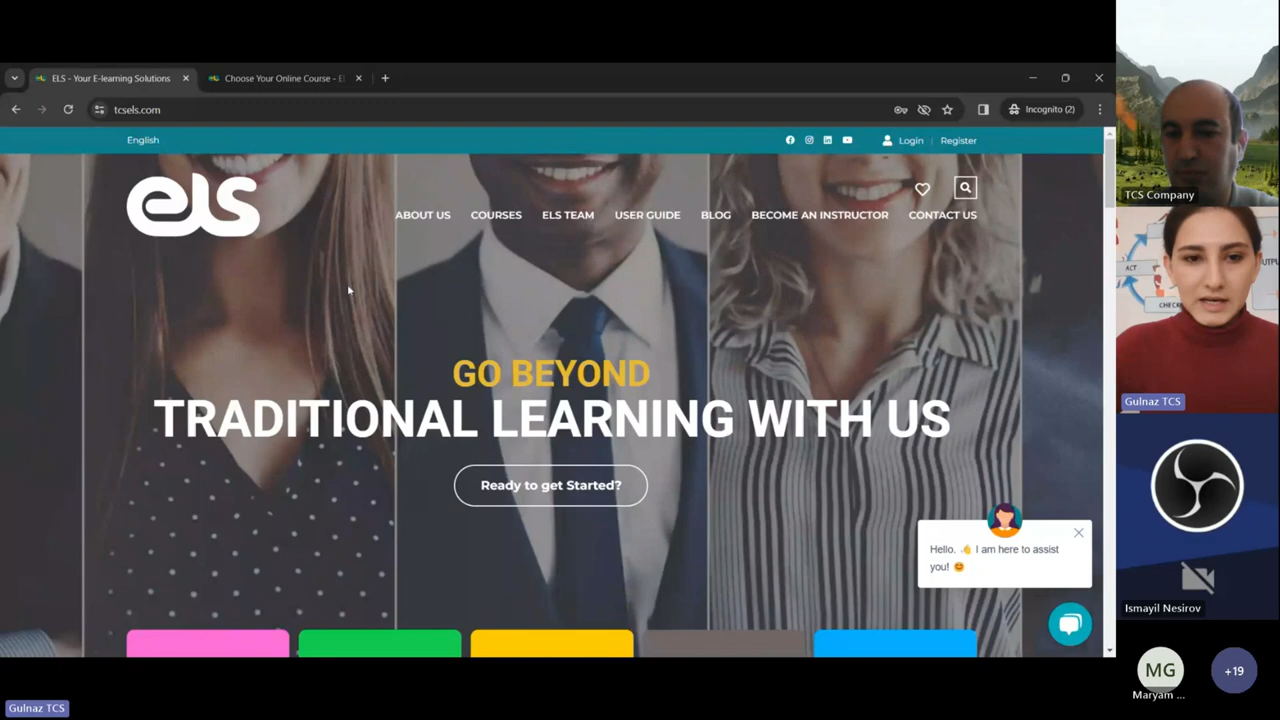 ELS - Your E-learning Solutions
Choose Your Online Course - E
tcsels.com
Incognito (2)
English
Login | Register
els
ABOUT US COURSES ELS TEAM USER GUIDE BLOG BECOME AN INSTRUCTOR CONTACT US
GO BEYOND
TRADITIONAL LEARNING WITH US
Ready to get Started?
Hello. 👋 I am here to assist
you! 😊
TCS Company
ACT
CHECK
Gulnaz TCS
Ismayil Nesirov
MG
Maryam ...
+19
Gulnaz TCS